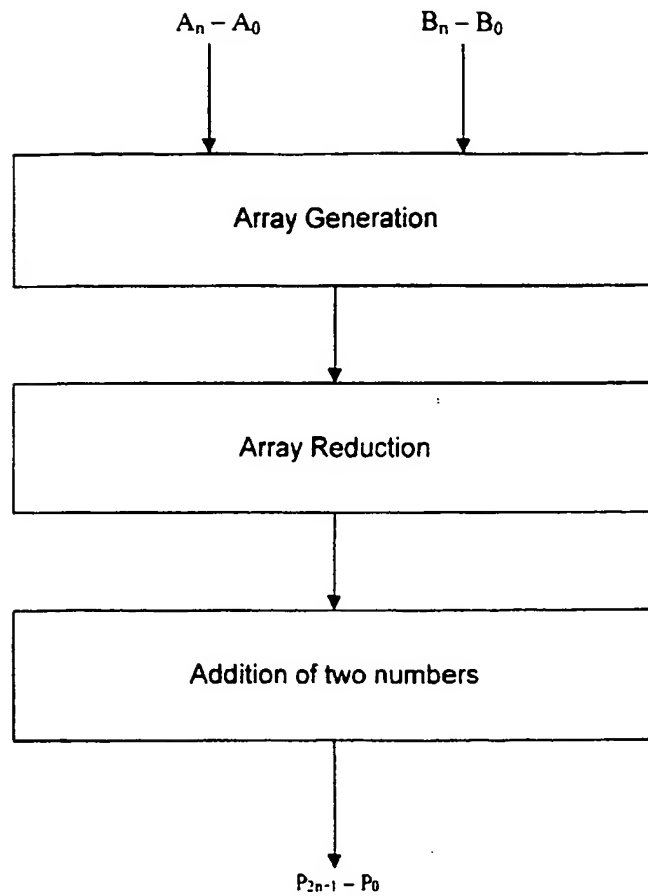 Aₙ – A₀ Bₙ – B₀
Array Generation
Array Reduction
Addition of two numbers
P₂ₙ₋₁ – P₀